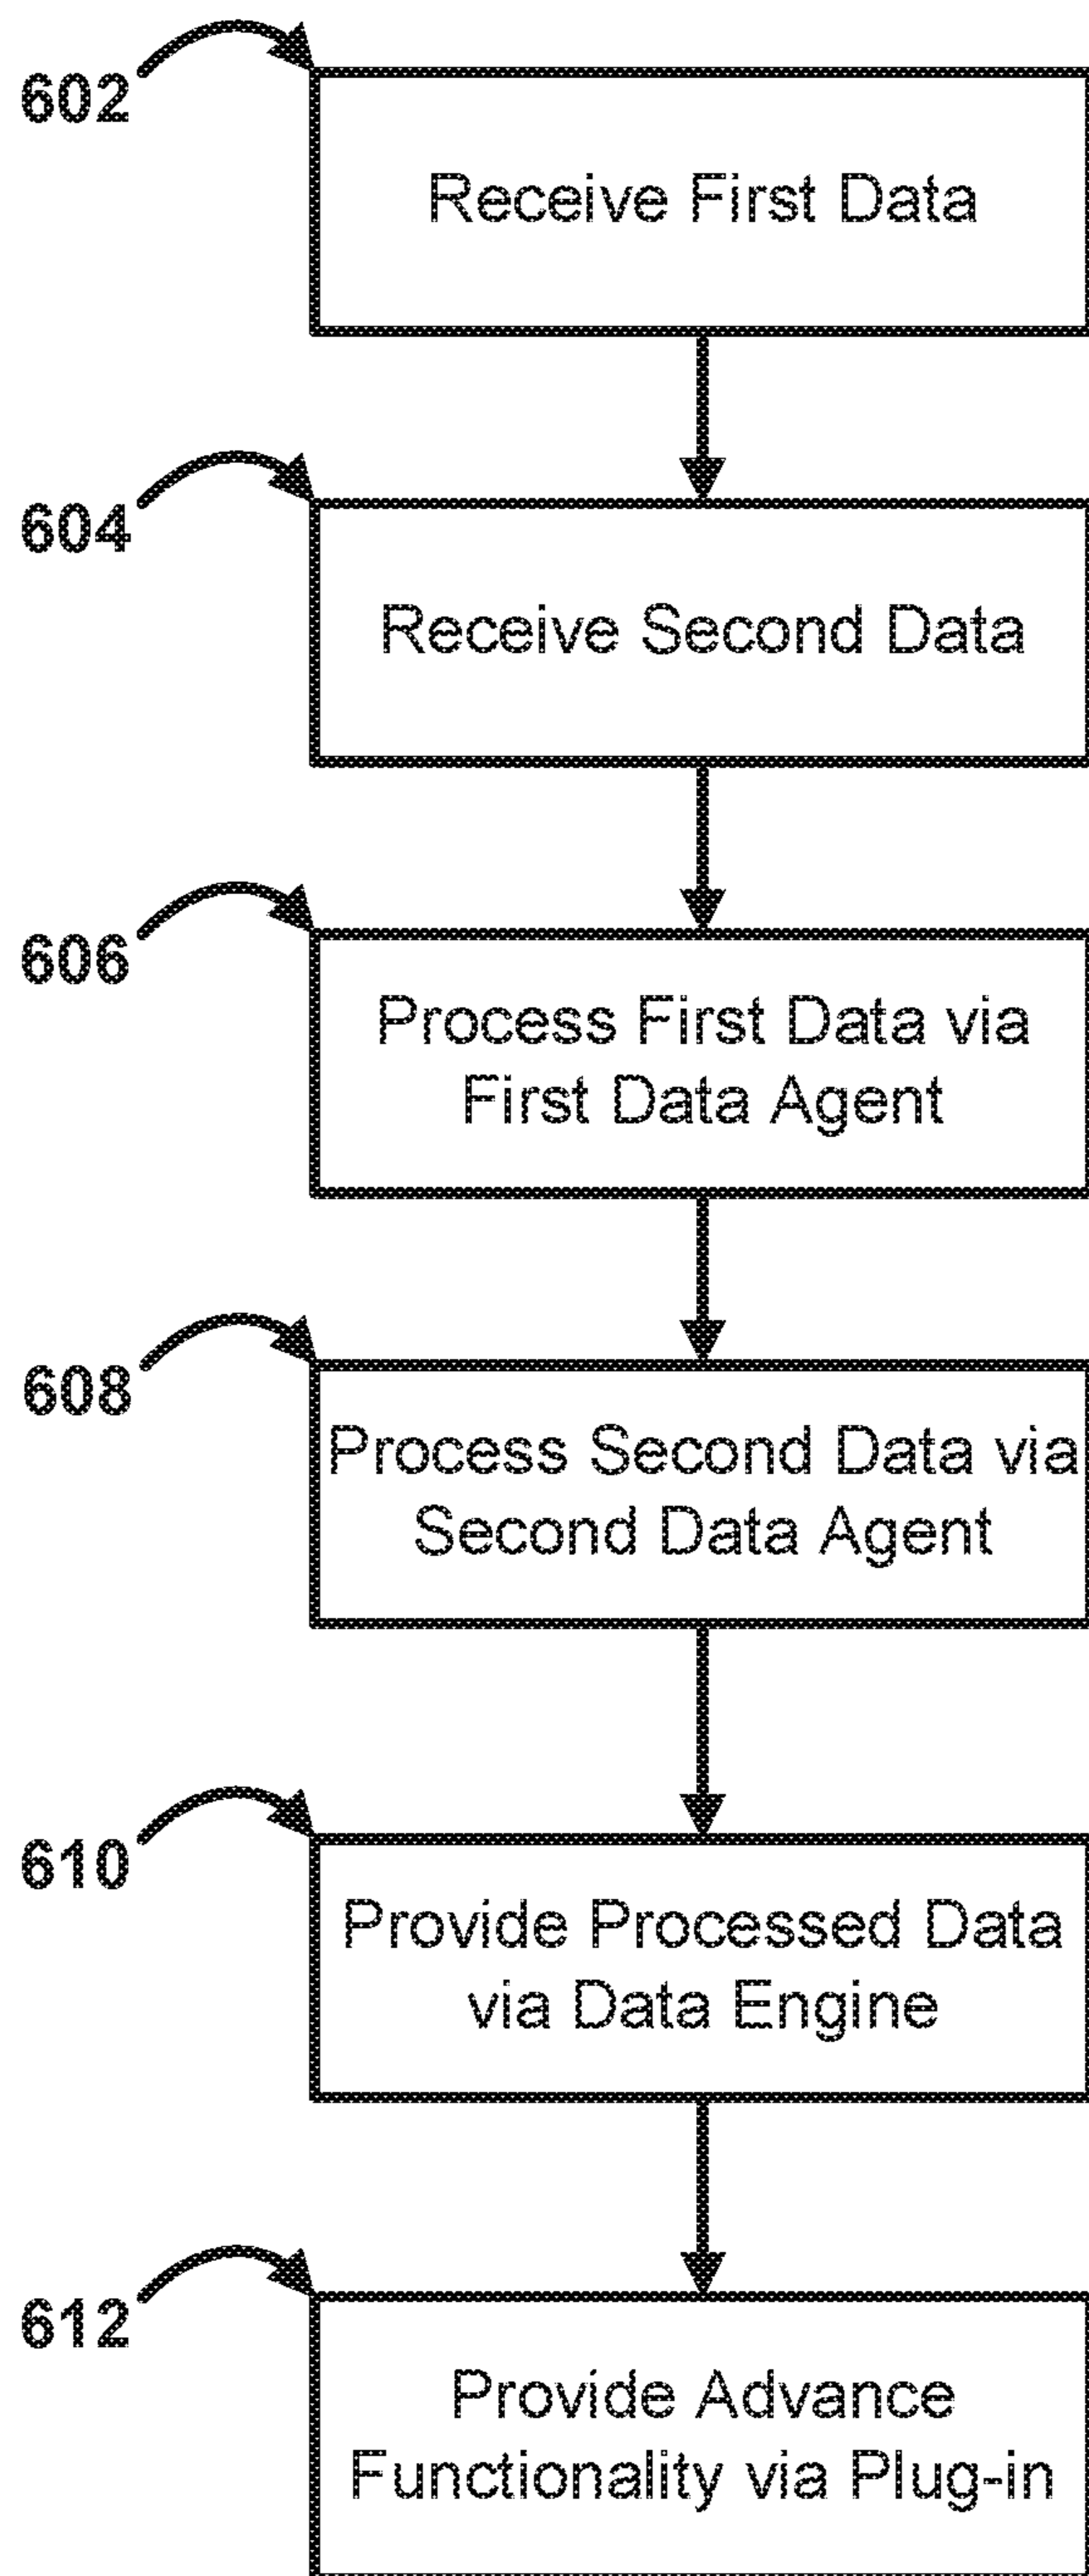 602
Receive First Data
604
Receive Second Data
606
Process First Data via
First Data Agent
608
Process Second Data via
Second Data Agent
610
Provide Processed Data
via Data Engine
612
Provide Advance
Functionality via Plug-in